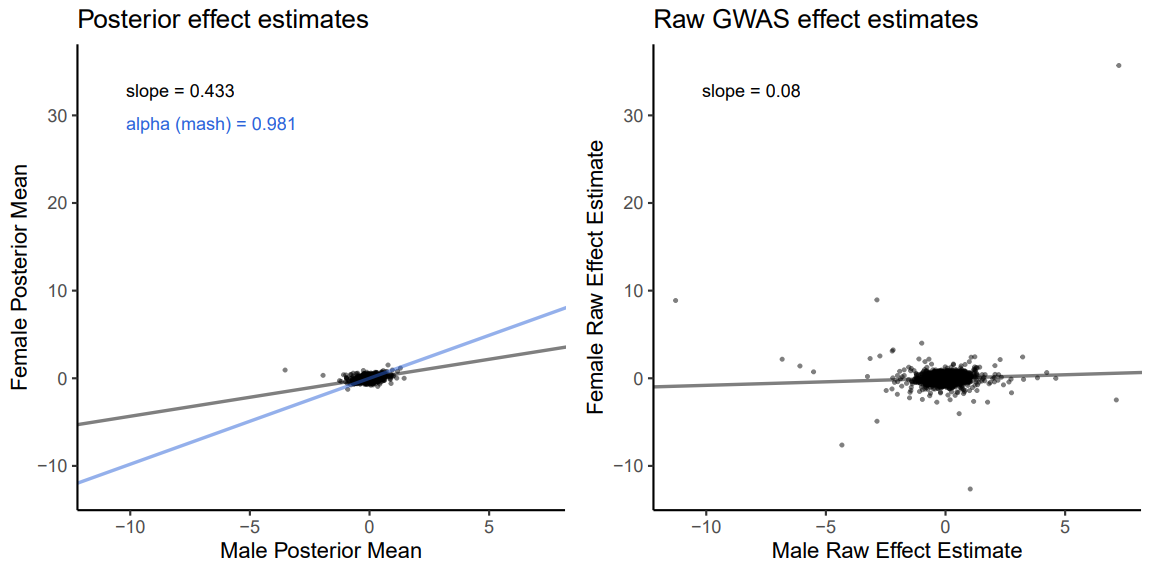 Posterior effect estimates
slope = 0.433
alpha (mash) = 0.981
30
20
10
0
−10
−10
−5
0
5
Female Posterior Mean
Male Posterior Mean
Raw GWAS effect estimates
slope = 0.08
30
20
10
0
−10
−10
−5
0
5
Female Raw Effect Estimate
Male Raw Effect Estimate